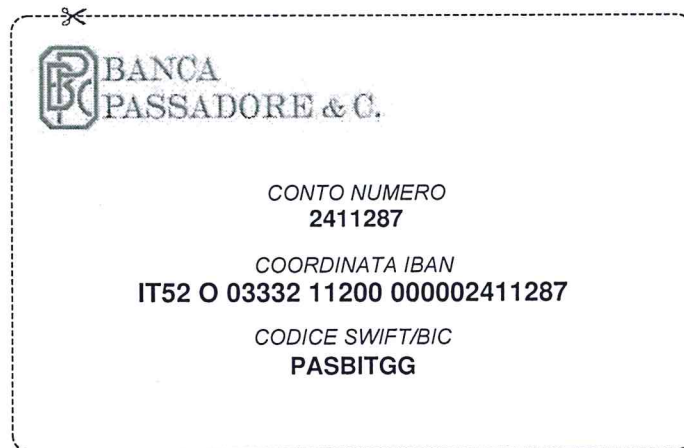 BANCA
PASSADORE & C.
CONTO NUMERO
2411287
COORDINATA IBAN
IT52 O 03332 11200 000002411287
CODICE SWIFT/BIC
PASBITGG